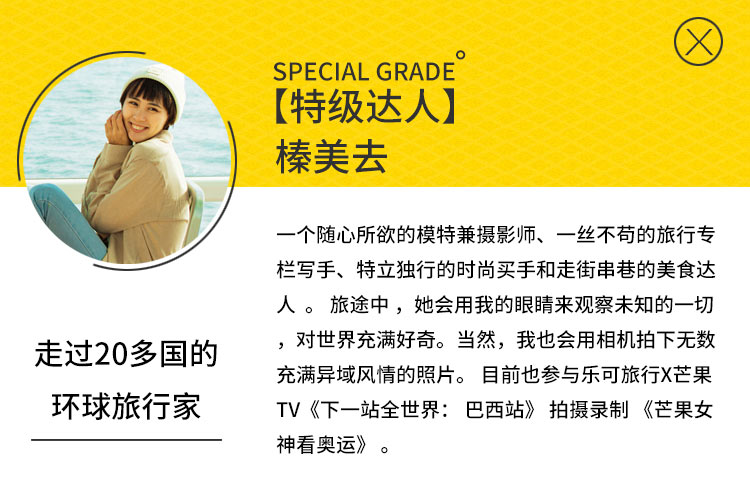 SPECIAL GRADE°
【特级达人】
榛美去
一个随心所欲的模特兼摄影师、一丝不苟的旅行专
栏写手、特立独行的时尚买手和走街串巷的美食达
人 。 旅途中 ，她会用我的眼睛来观察未知的一切
，对世界充满好奇。当然，我也会用相机拍下无数
充满异域风情的照片。 目前也参与乐可旅行X芒果
TV《下一站全世界： 巴西站》 拍摄录制 《芒果女
神看奥运》 。
走过20多国的
环球旅行家